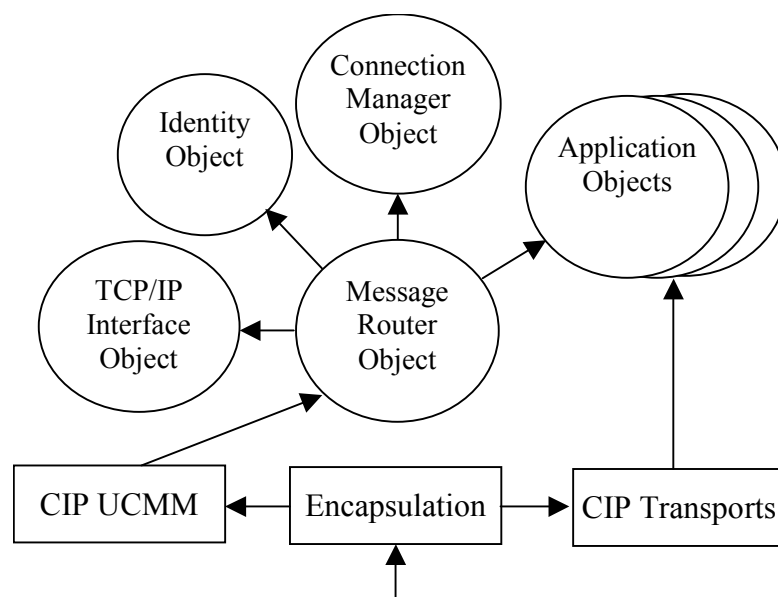 Connection
Manager
Object
Identity
Object
Application
Objects
TCP/IP
Interface
Object
Message
Router
Object
CIP UCMM
Encapsulation
CIP Transports